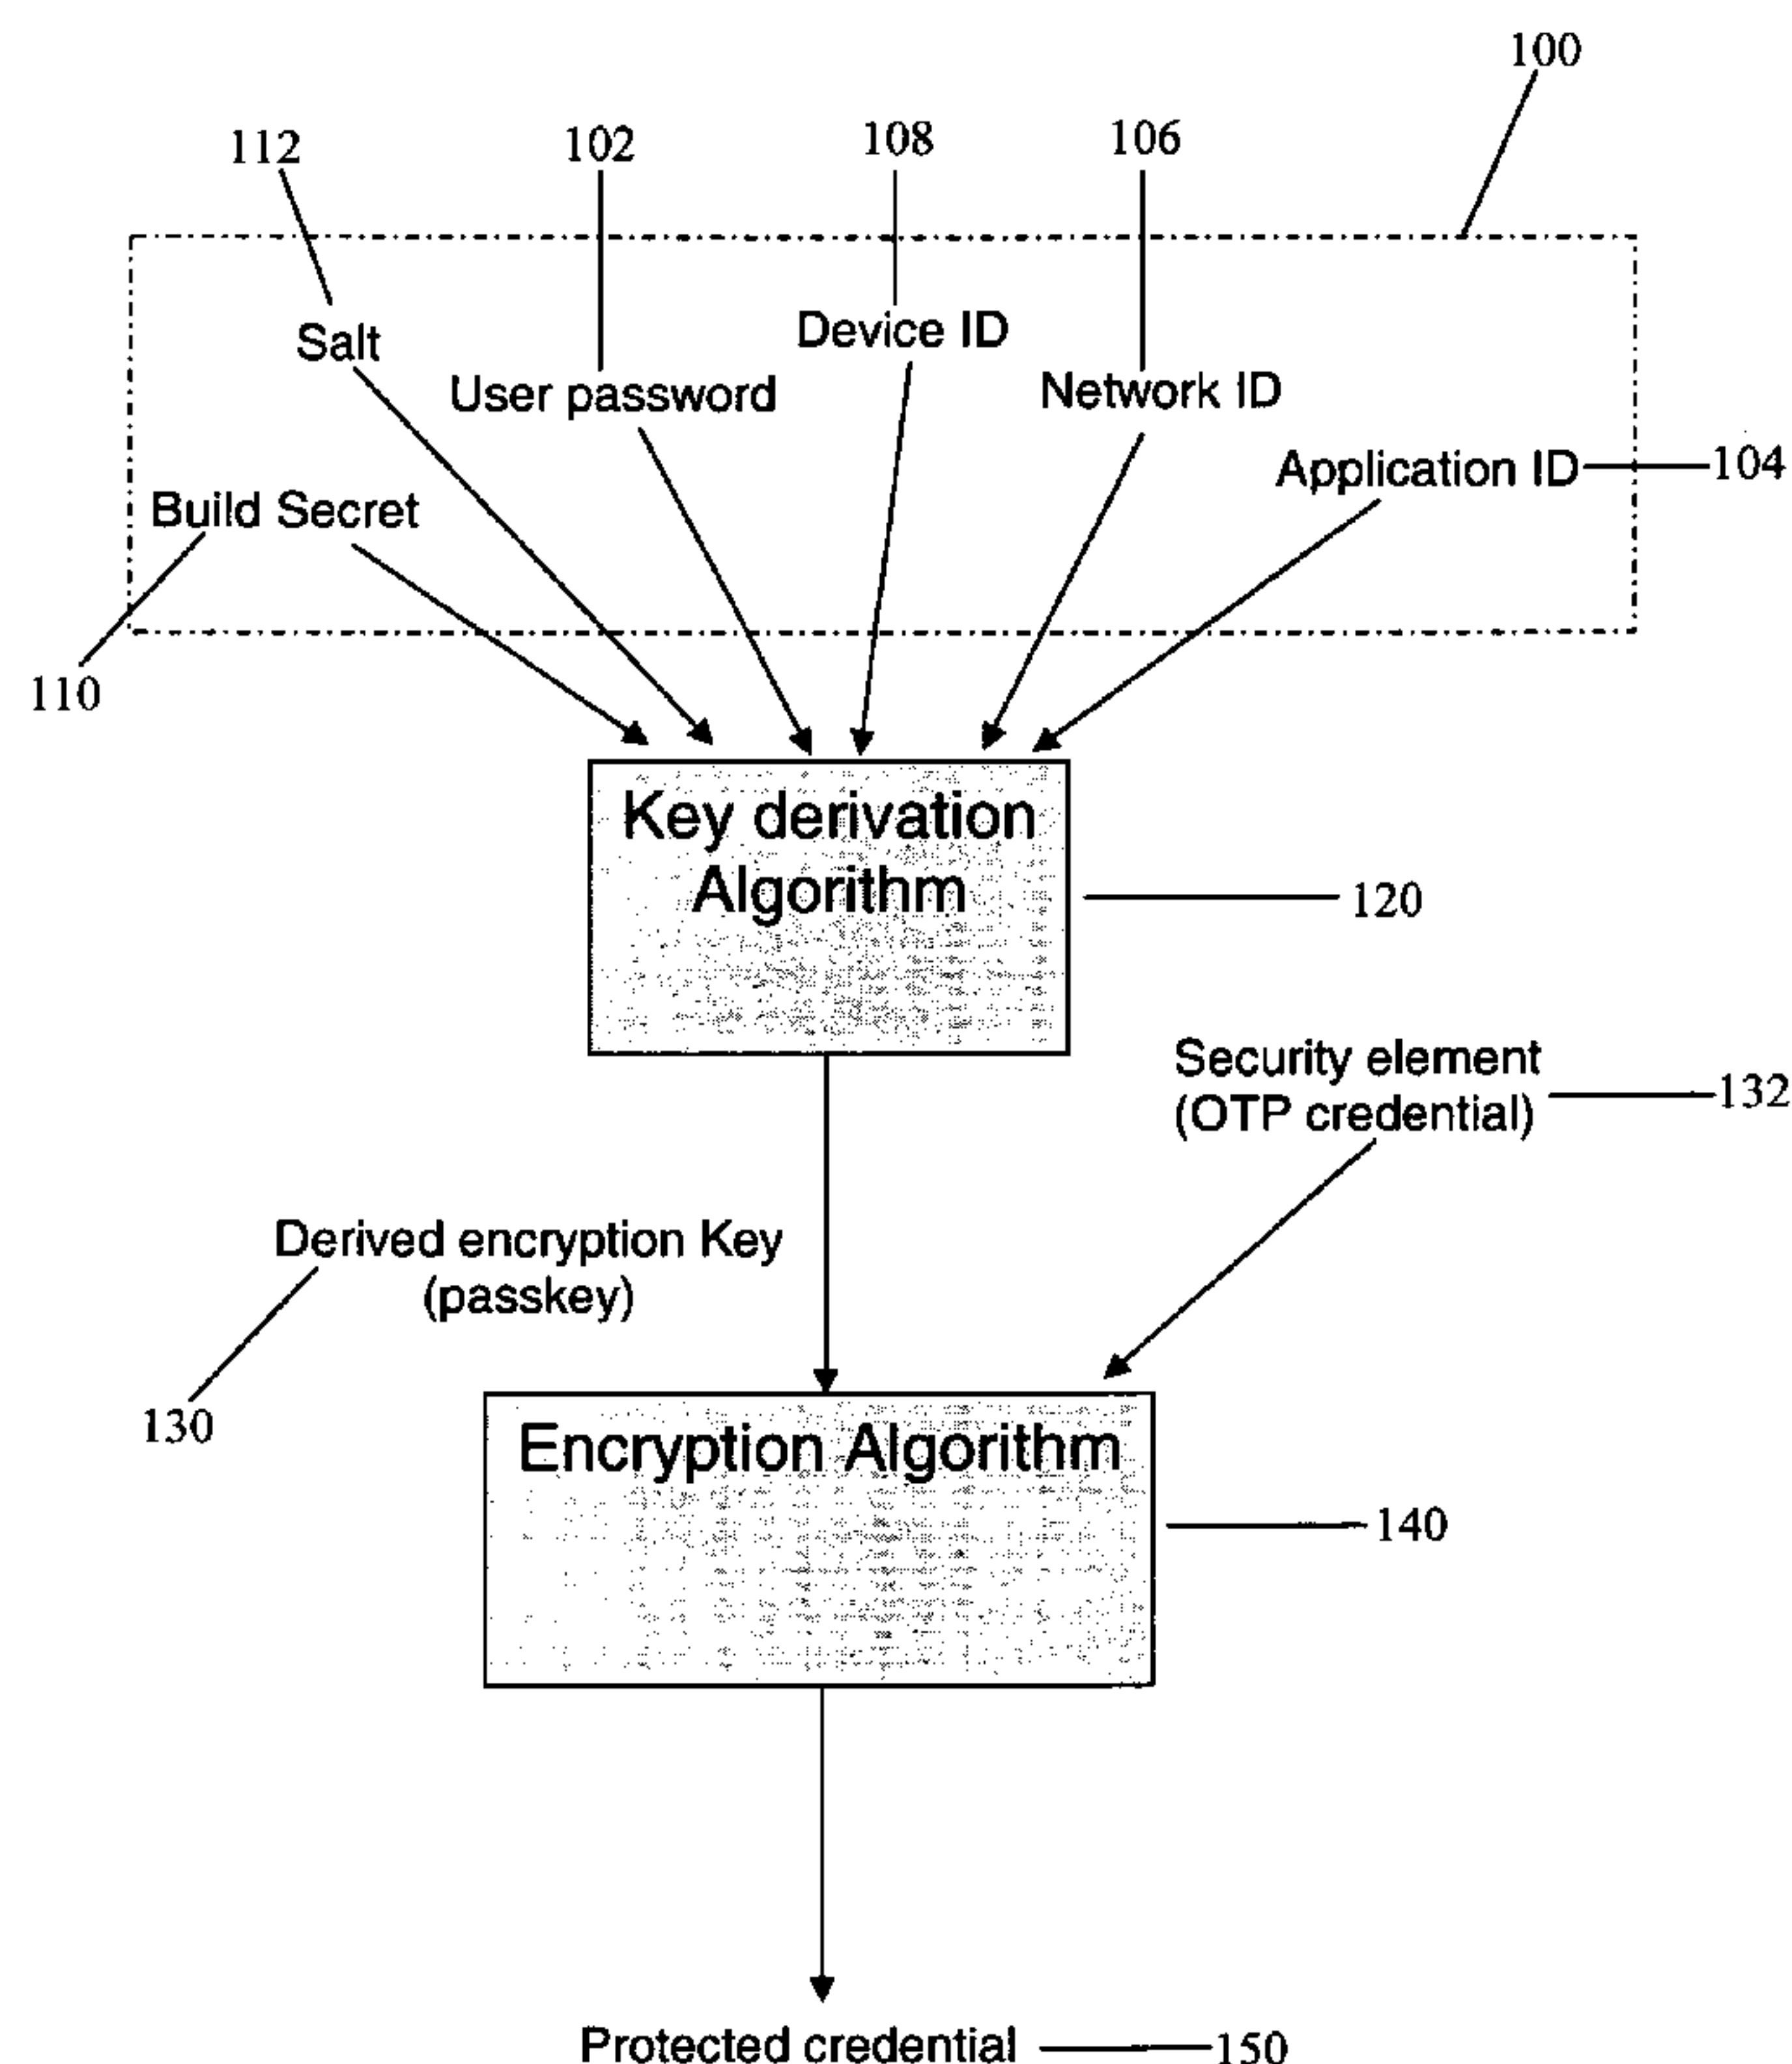 100
112
102
108
106
Salt
Device ID
User password
Network ID
Application ID
104
Build Secret
110
Key derivation
Algorithm
120
Security element
(OTP credential)
132
Derived encryption Key
(passkey)
130
Encryption Algorithm
140
Protected credential
150